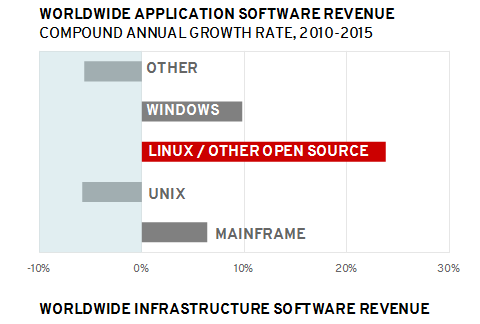 WORLDWIDE APPLICATION SOFTWARE REVENUE
COMPOUND ANNUAL GROWTH RATE, 2010-2015
OTHER
WINDOWS
LINUX / OTHER OPEN SOURCE
UNIX
MAINFRAME
-10% 0% 10% 20% 30%
WORLDWIDE INFRASTRUCTURE SOFTWARE REVENUE